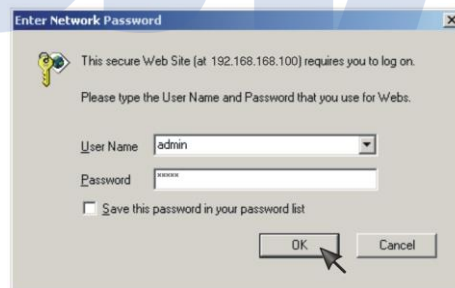 Enter Network Password
This secure Web Site (at 192.168.168.100) requires you to log on.
Please type the User Name and Password that you use for Webs.
User Name admin
Password xxxxx
Save this password in your password list
OK Cancel